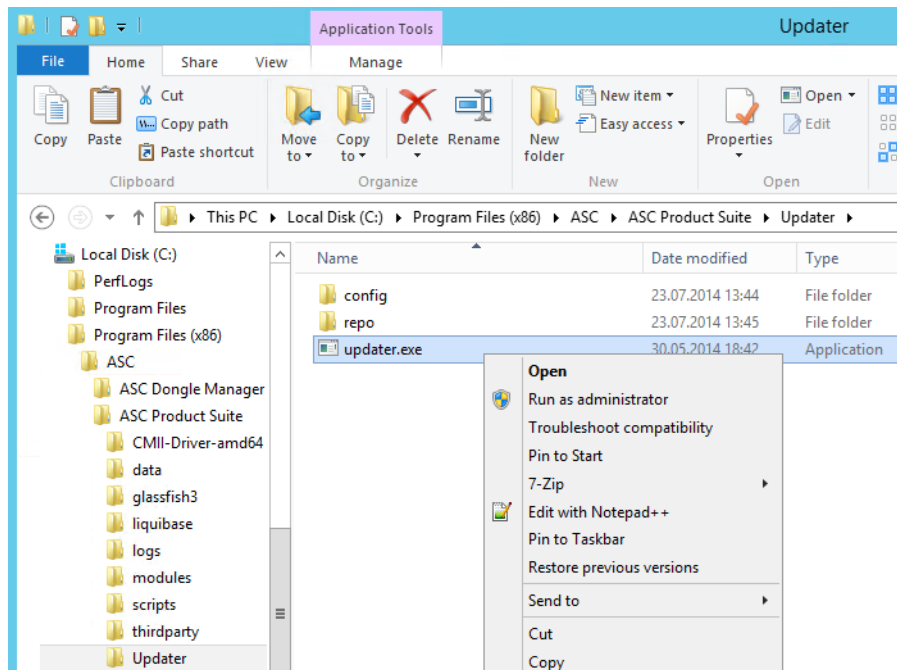 Application Tools
Updater
File
Home
Share
View
Manage
Copy
Paste
Cut
Copy path
Paste shortcut
Clipboard
Move to
Copy to
Delete
Rename
Organize
New folder
New item
Easy access
New
Properties
Open
Edit
Open
This PC
Local Disk (C:)
Program Files (x86)
ASC
ASC Product Suite
Updater
Local Disk (C:)
PerfLogs
Program Files
Program Files (x86)
ASC
ASC Dongle Manager
ASC Product Suite
CMII-Driver-amd64
data
glassfish3
liquibase
logs
modules
scripts
thirdparty
Updater
Name
Date modified
Type
config 23.07.2014 13:44 File folder
repo 23.07.2014 13:45 File folder
updater.exe 30.05.2014 18:42 Application
Open
Run as administrator
Troubleshoot compatibility
Pin to Start
7-Zip
Edit with Notepad++
Pin to Taskbar
Restore previous versions
Send to
Cut
Copy